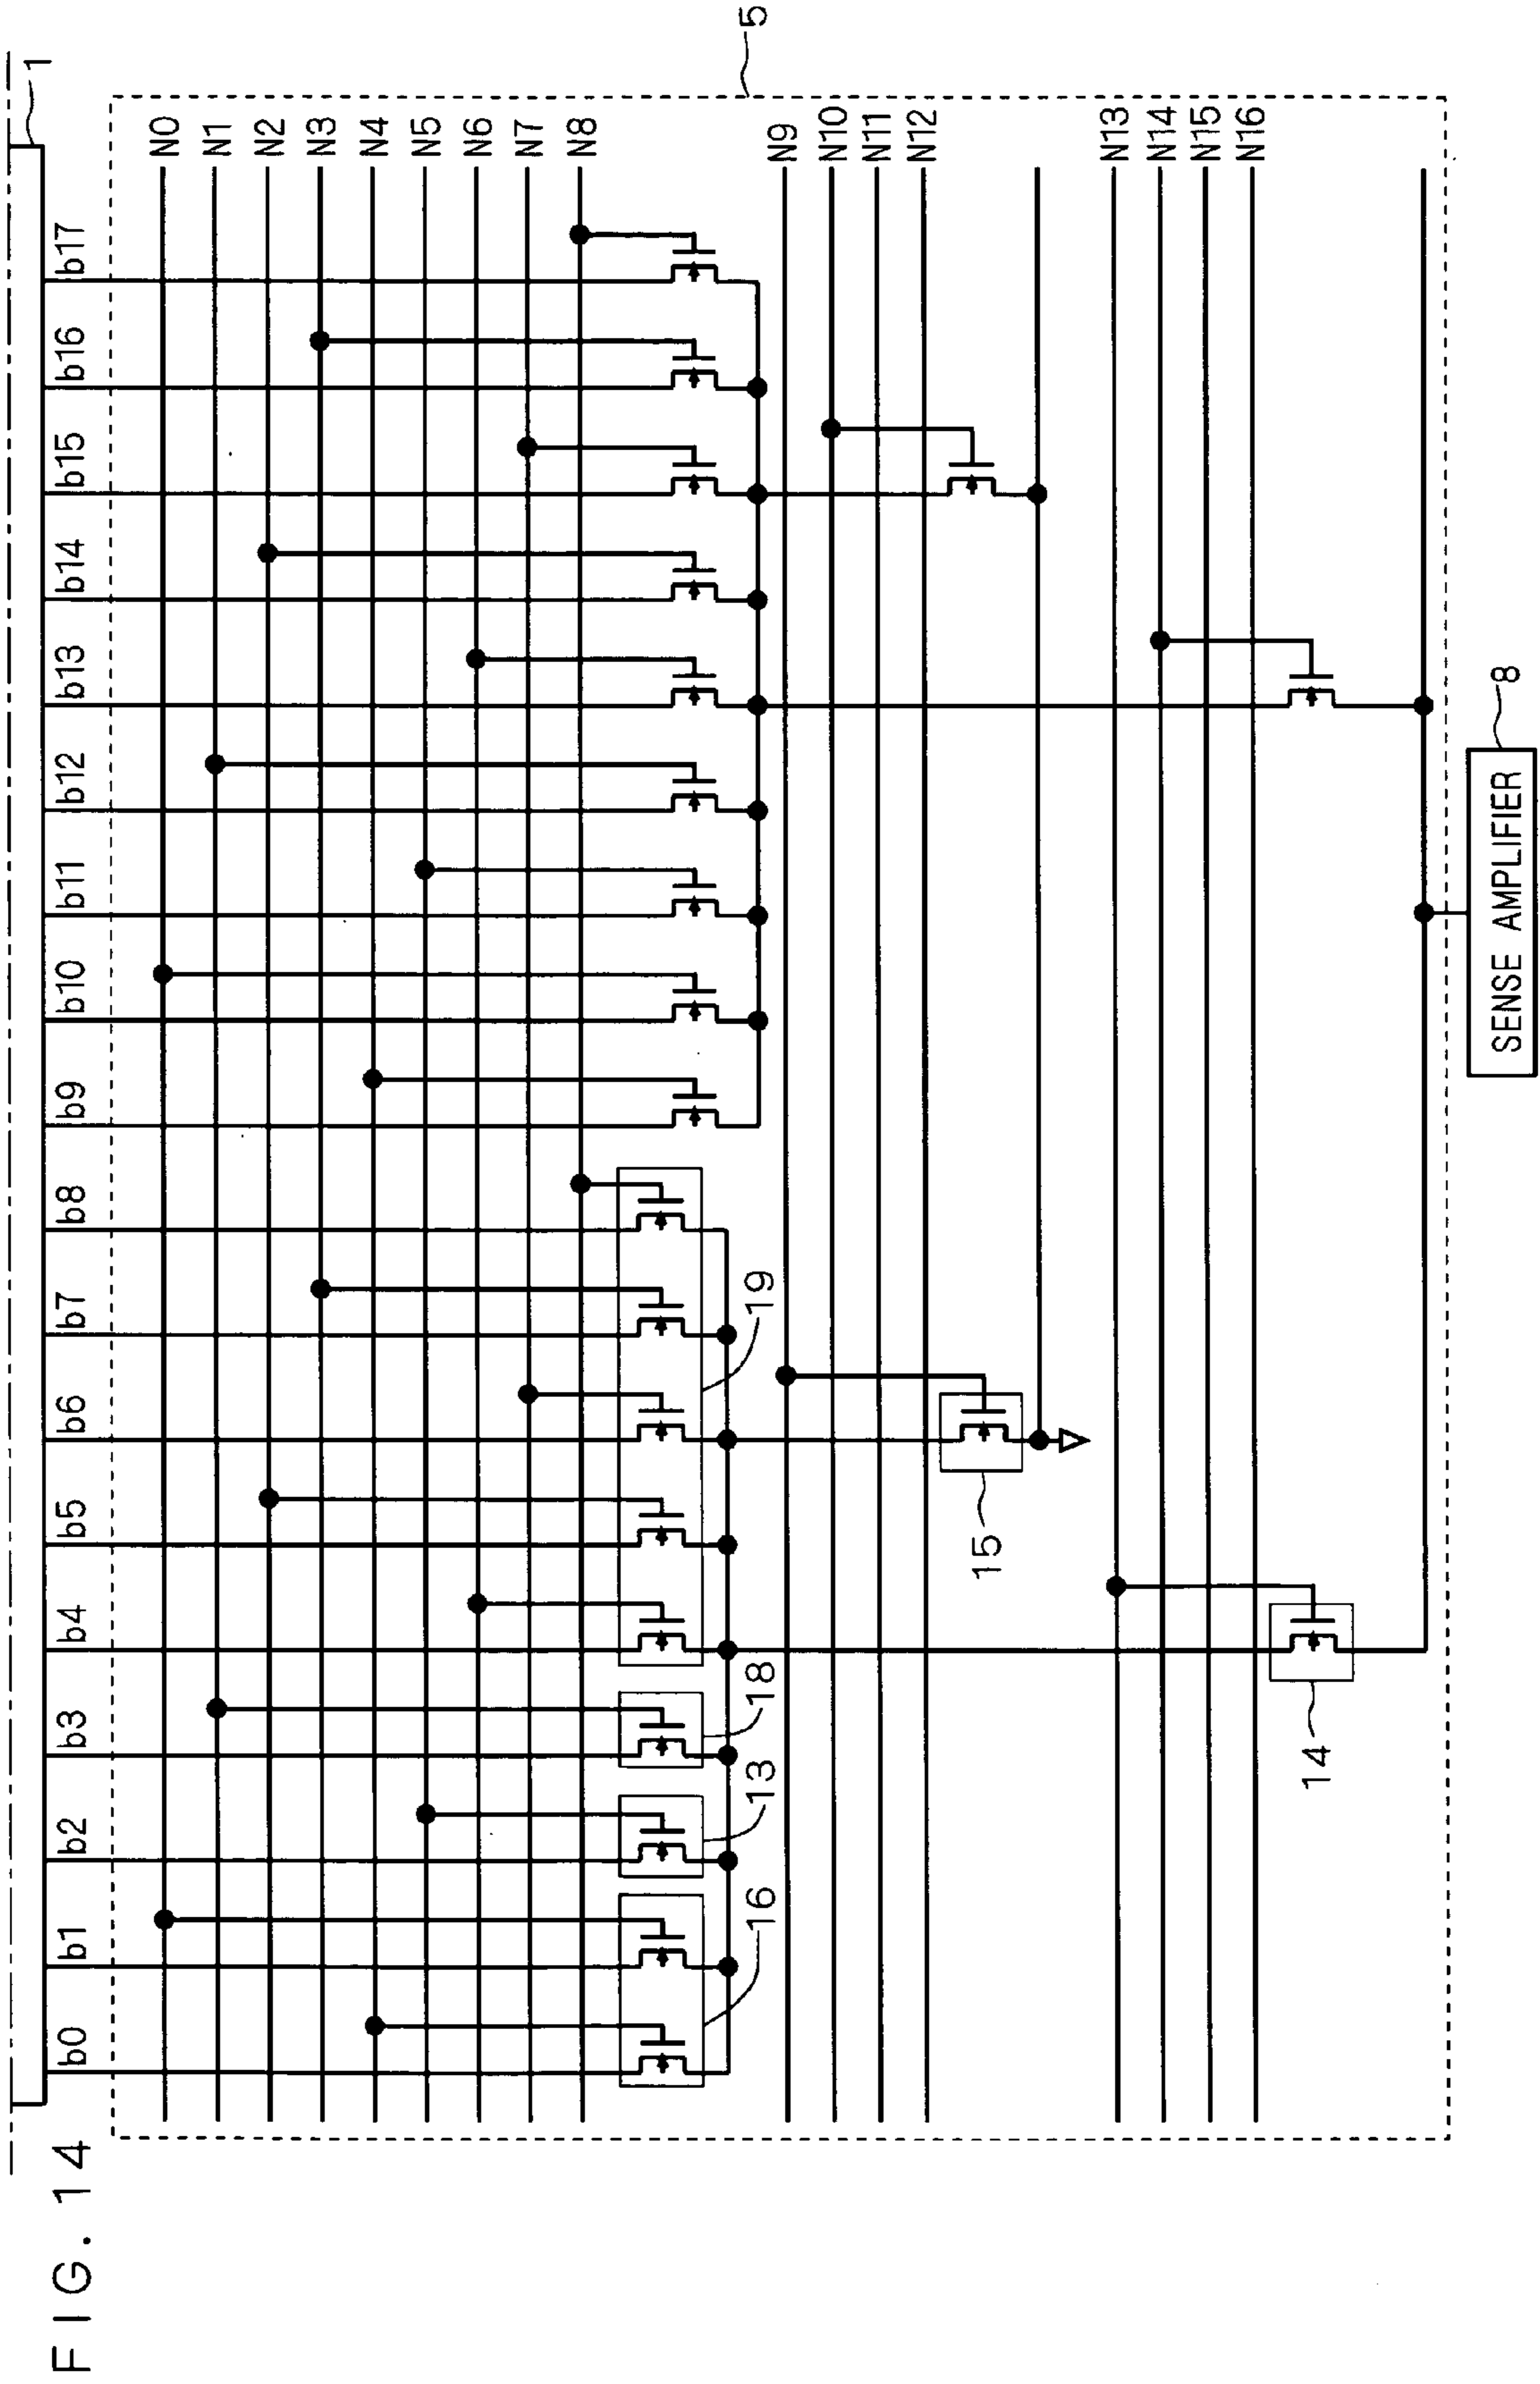 FIG. 14
1
b0 b1 b2 b3 b4 b5 b6 b7 b8 b9 b10 b11 b12 b13 b14 b15 b16 b17
5
N0
N1
N2
N3
N4
N5
N6
N7
N8
16 13 18 19
N9
N10
N11
N12
15
N13
N14
N15
N16
14
8
SENSE AMPLIFIER